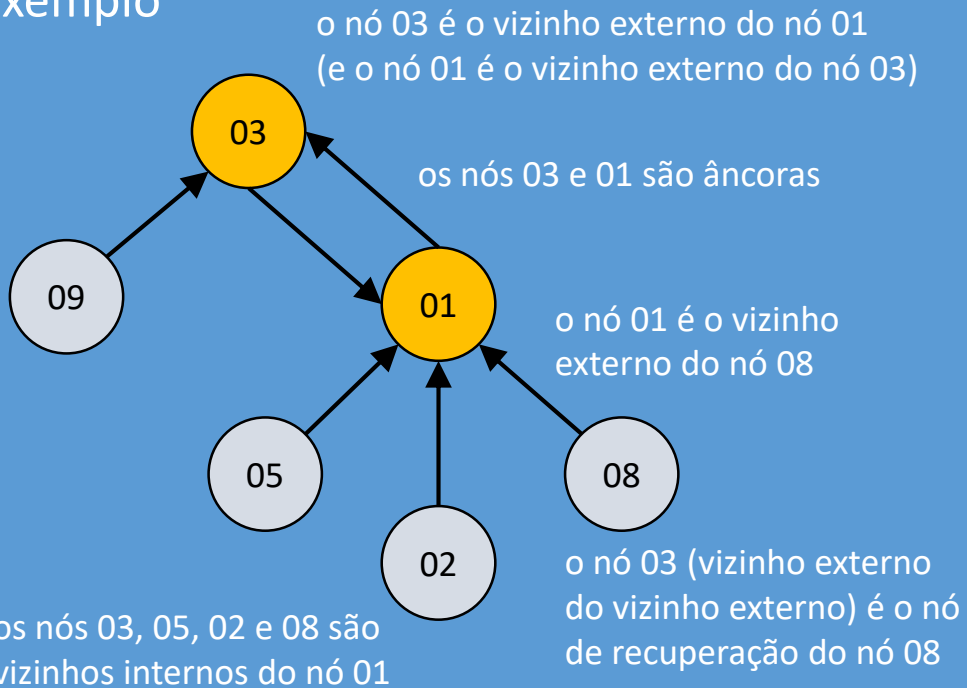 xemplo
o nó 03 é o vizinho externo do nó 01
(e o nó 01 é o vizinho externo do nó 03)
03
os nós 03 e 01 são âncoras
09
01
o nó 01 é o vizinho
externo do nó 08
05
08
02
o nó 03 (vizinho externo
do vizinho externo) é o nó
de recuperação do nó 08
os nós 03, 05, 02 e 08 são
vizinhos internos do nó 01